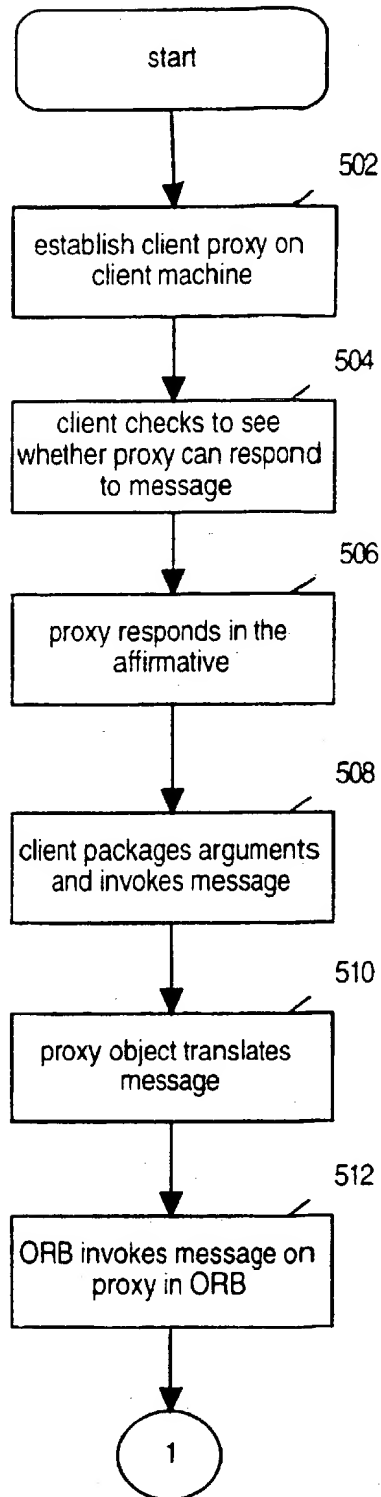 start
502
establish client proxy on
client machine
504
client checks to see
whether proxy can respond
to message
506
proxy responds in the
affirmative
508
client packages arguments
and invokes message
510
proxy object translates
message
512
ORB invokes message on
proxy in ORB
1